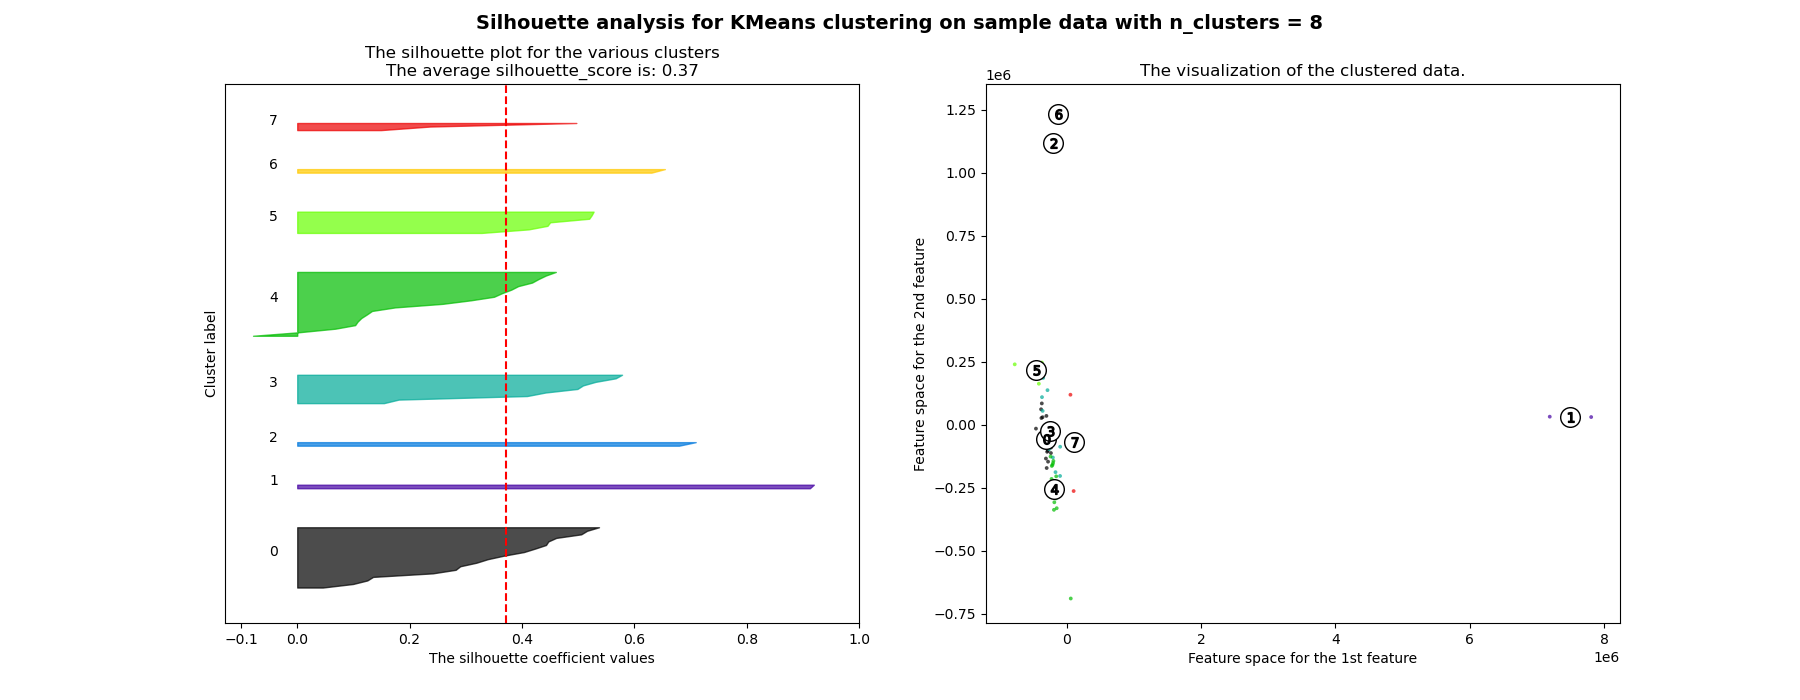 Silhouette analysis for KMeans clustering on sample data with n_clusters = 8
The silhouette plot for the various clusters
The average silhouette_score is: 0.37
7
6
5
4
3
2
1
0
Cluster label
−0.1 0.0 0.2 0.4 0.6 0.8 1.0
The silhouette coefficient values
The visualization of the clustered data.
1e6
1.25
1.00
0.75
0.50
0.25
0.00
−0.25
−0.50
−0.75
Feature space for the 2nd feature
6
2
5
3
0
7
1
4
0 2 4 6 8
1e6
Feature space for the 1st feature